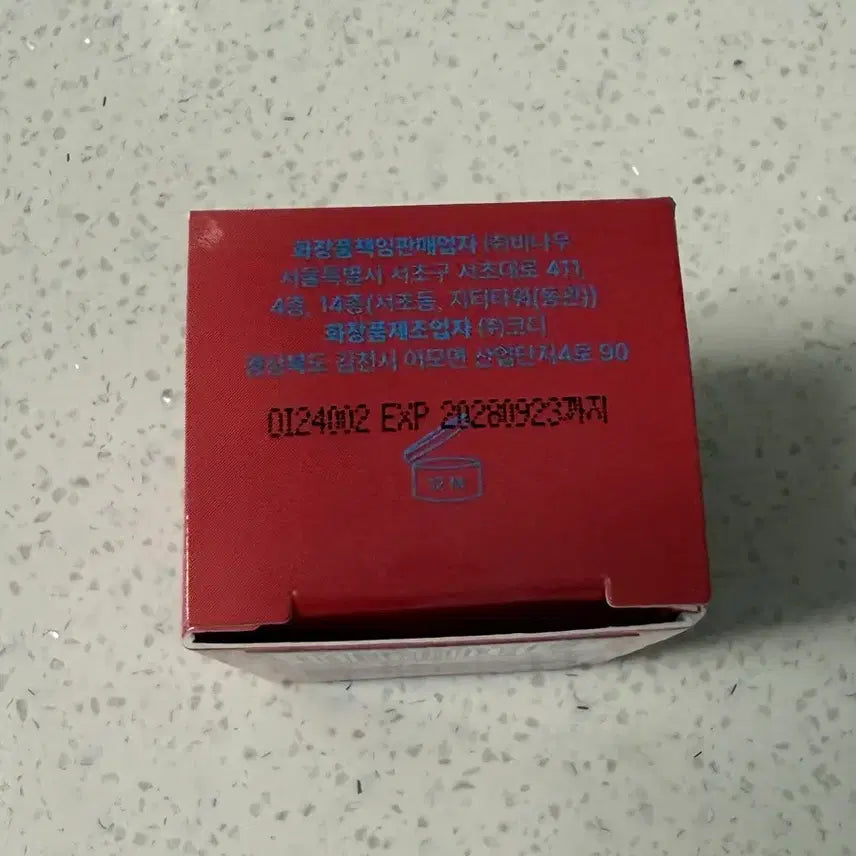 화장품책임판매업자 (주)비나우
서울특별시 서초구 서초대로 411,
4층, 14층(서초동, 지티타워(동관))
화장품제조업자 (주)코디
경상북도 김천시 어모면 산업단지4로 90
OI24002 EXP 20260923까지
12 M